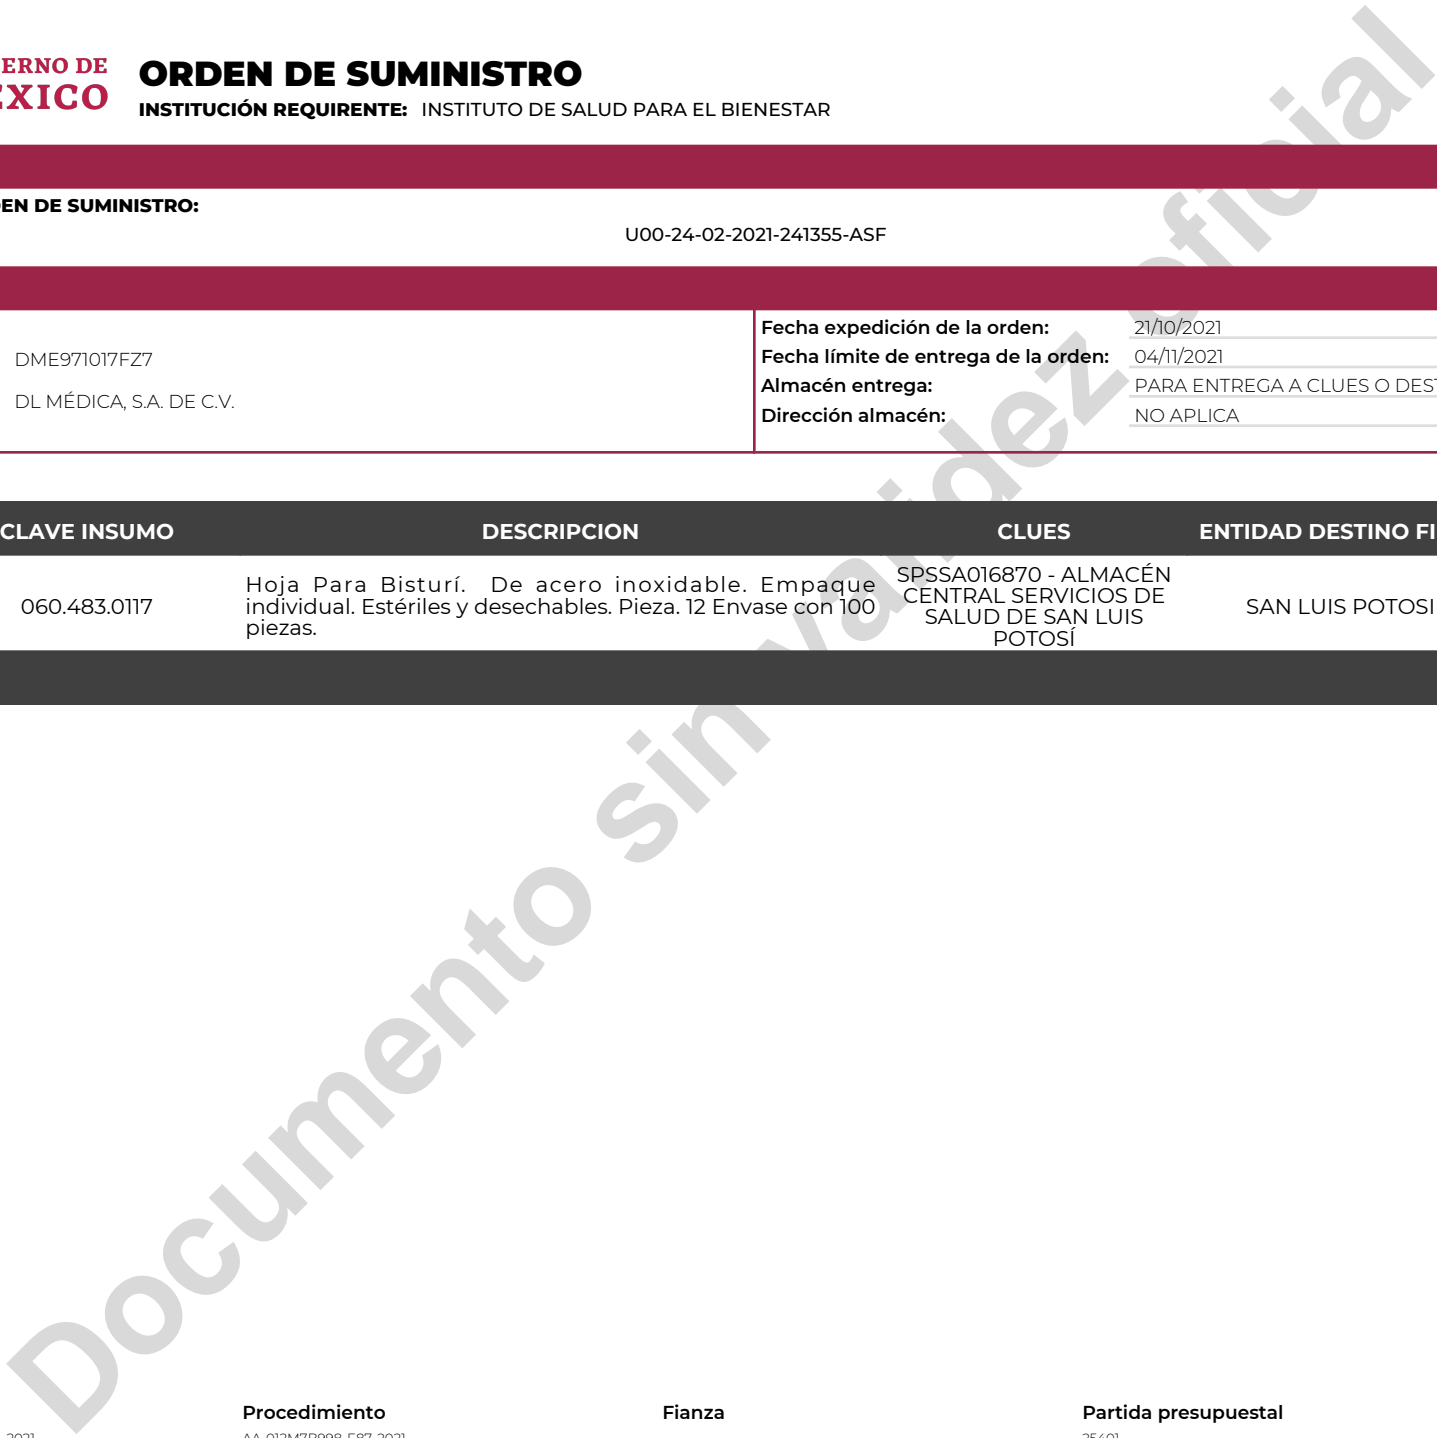 ERNO DE
ÉXICO
ORDEN DE SUMINISTRO
INSTITUCIÓN REQUIRENTE: INSTITUTO DE SALUD PARA EL BIENESTAR
EN DE SUMINISTRO:
U00-24-02-2021-241355-ASF
DME971017FZ7
DL MÉDICA, S.A. DE C.V.
Fecha expedición de la orden: 21/10/2021
Fecha límite de entrega de la orden: 04/11/2021
Almacén entrega: PARA ENTREGA A CLUES O DEST
Dirección almacén: NO APLICA
CLAVE INSUMO DESCRIPCION CLUES ENTIDAD DESTINO FI
060.483.0117
Hoja Para Bisturí. De acero inoxidable. Empaque
individual. Estériles y desechables. Pieza. 12 Envase con 100
piezas.
SPSSA016870 - ALMACÉN
CENTRAL SERVICIOS DE
SALUD DE SAN LUIS
POTOSÍ
SAN LUIS POTOSI
Documento sin validez oficial
Procedimiento Fianza Partida presupuestal